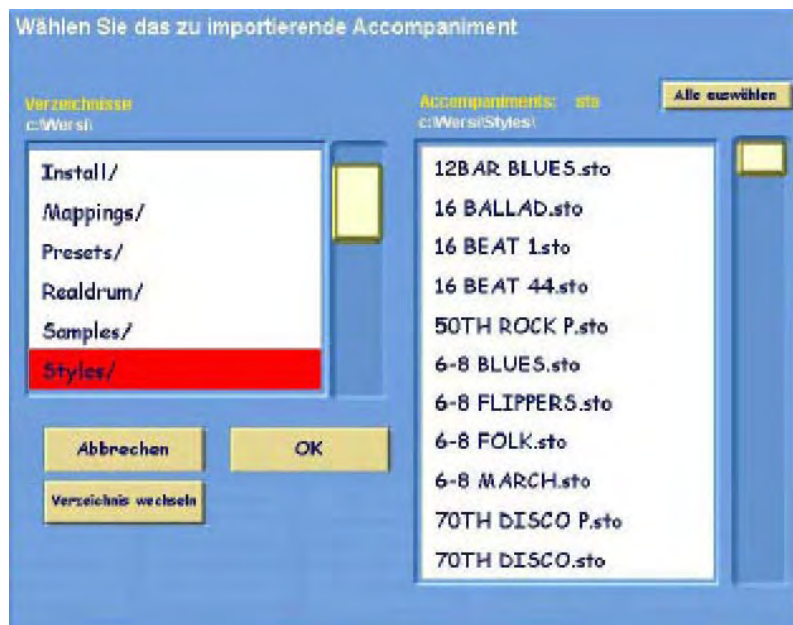 Wählen Sie das zu importierende Accompaniment
Verzeichnisse
c:\Wersi\
Install/
Mappings/
Presets/
Realdrum/
Samples/
Styles/
Abbrechen
OK
Verzeichnis wechseln
Accompaniments: sto
c:\Wersi\Styles\
Alle auswählen
12BAR BLUES.sto
16 BALLAD.sto
16 BEAT 1.sto
16 BEAT 44.sto
50TH ROCK P.sto
6-8 BLUES.sto
6-8 FLIPPERS.sto
6-8 FOLK.sto
6-8 MARCH.sto
70TH DISCO P.sto
70TH DISCO.sto